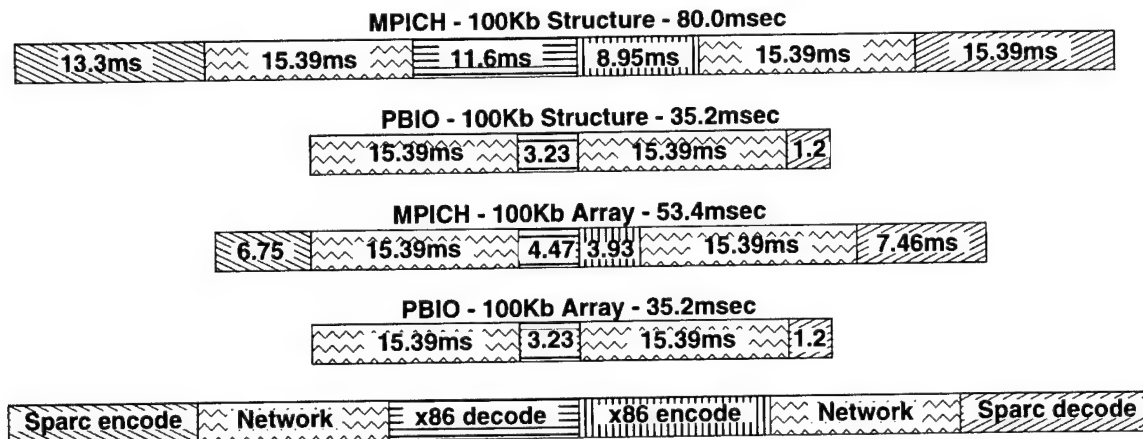 MPICH - 100Kb Structure - 80.0msec
13.3ms 15.39ms 11.6ms 8.95ms 15.39ms 15.39ms
PBIO - 100Kb Structure - 35.2msec
15.39ms 3.23 15.39ms 1.2
MPICH - 100Kb Array - 53.4msec
6.75 15.39ms 4.47 3.93 15.39ms 7.46ms
PBIO - 100Kb Array - 35.2msec
15.39ms 3.23 15.39ms 1.2
Sparc encode Network x86 decode x86 encode Network Sparc decode